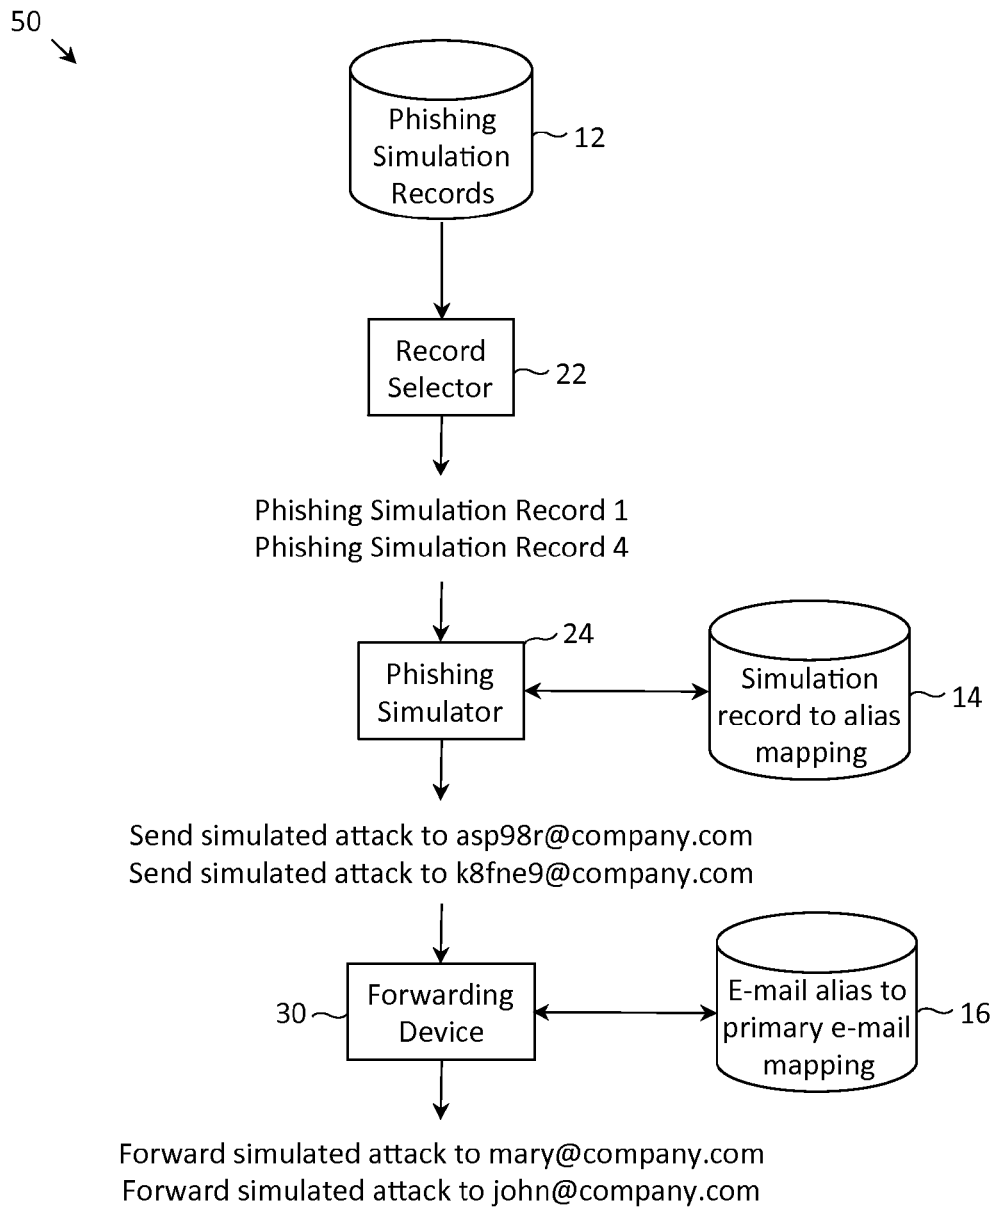 50
Phishing
Simulation
Records
12
Record
Selector
22
Phishing Simulation Record 1
Phishing Simulation Record 4
24
Phishing
Simulator
Simulation
record to alias
mapping
14
Send simulated attack to asp98r@company.com
Send simulated attack to k8fne9@company.com
30
Forwarding
Device
E-mail alias to
primary e-mail
mapping
16
Forward simulated attack to mary@company.com
Forward simulated attack to john@company.com